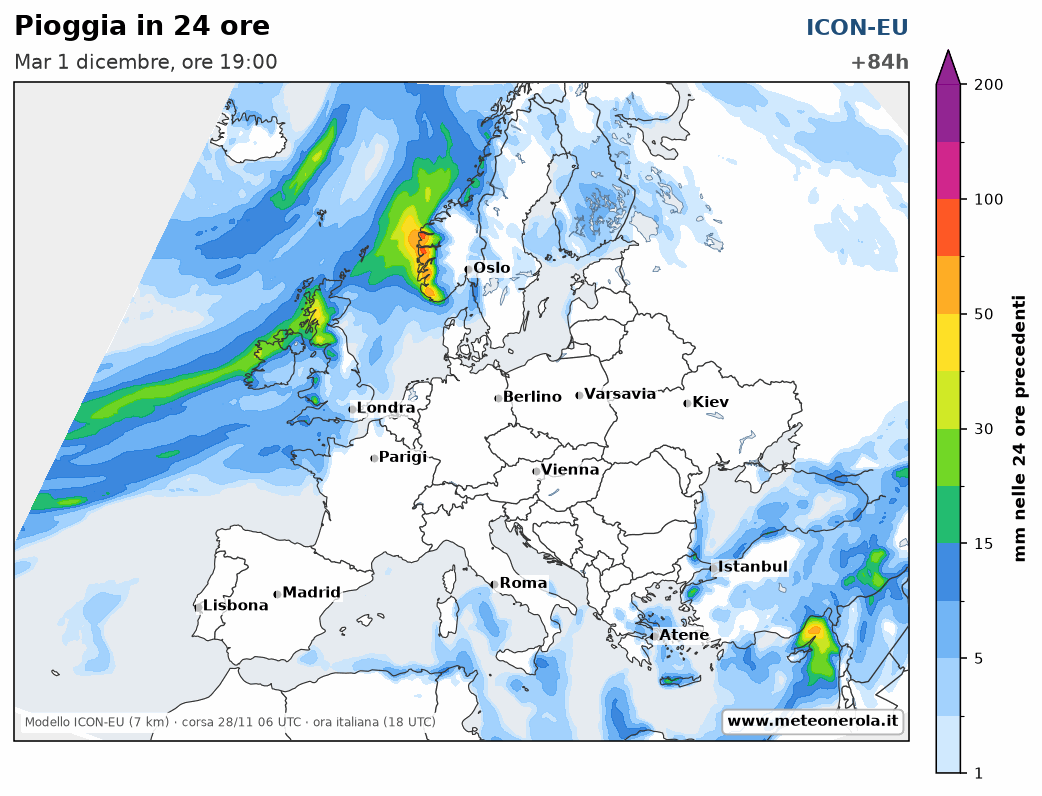 Pioggia in 24 ore
ICON-EU
Mar 1 dicembre, ore 19:00
+84h
200
100
50
30
15
5
1
mm nelle 24 ore precedenti
Oslo
Berlino
Varsavia
Kiev
Londra
Parigi
Vienna
Istanbul
Roma
Madrid
Lisbona
Atene
Modello ICON-EU (7 km) · corsa 28/11 06 UTC · ora italiana (18 UTC)
www.meteonerola.it